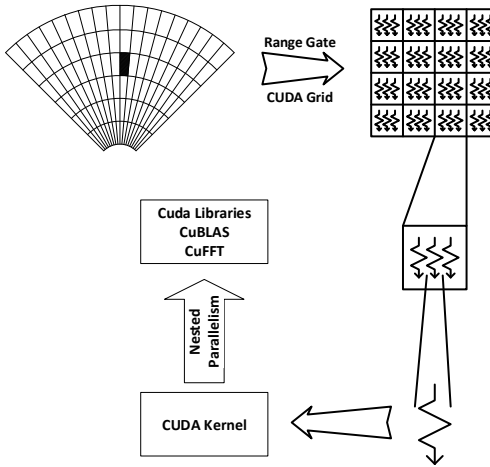 Range Gate
CUDA Grid
Cuda Libraries
CuBLAS
CuFFT
Nested
Parallelism
CUDA Kernel